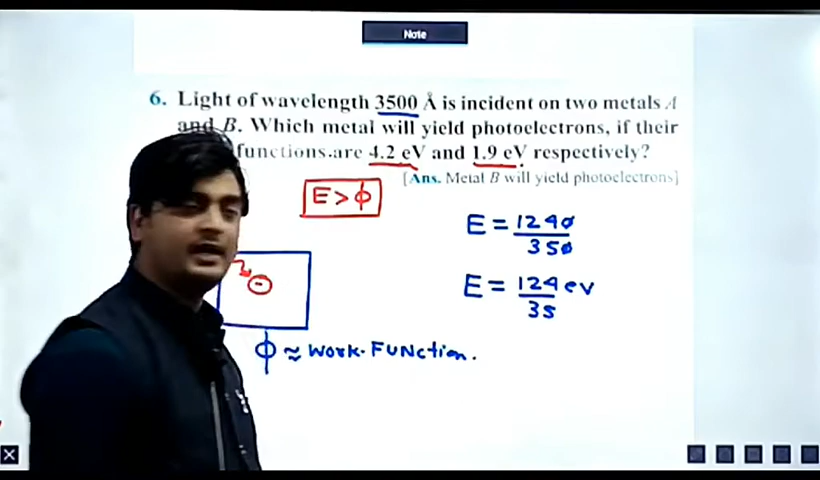 Note
6. Light of wavelength 3500 Å is incident on two metals A
and B. Which metal will yield photoelectrons, if their
functions are 4.2 eV and 1.9 eV respectively?
[Ans. Metal B will yield photoelectrons]
E > ϕ
E = 1240
350
E = 124 ev
35
-
ϕ ≈ Work-FUNCtion.